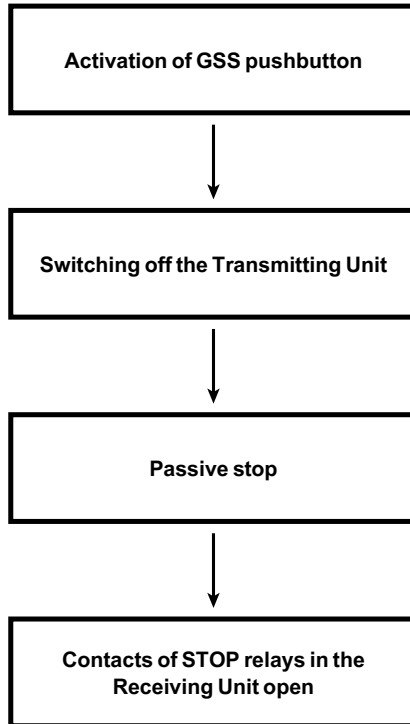 Activation of GSS pushbutton
Switching off the Transmitting Unit
Passive stop
Contacts of STOP relays in the
Receiving Unit open